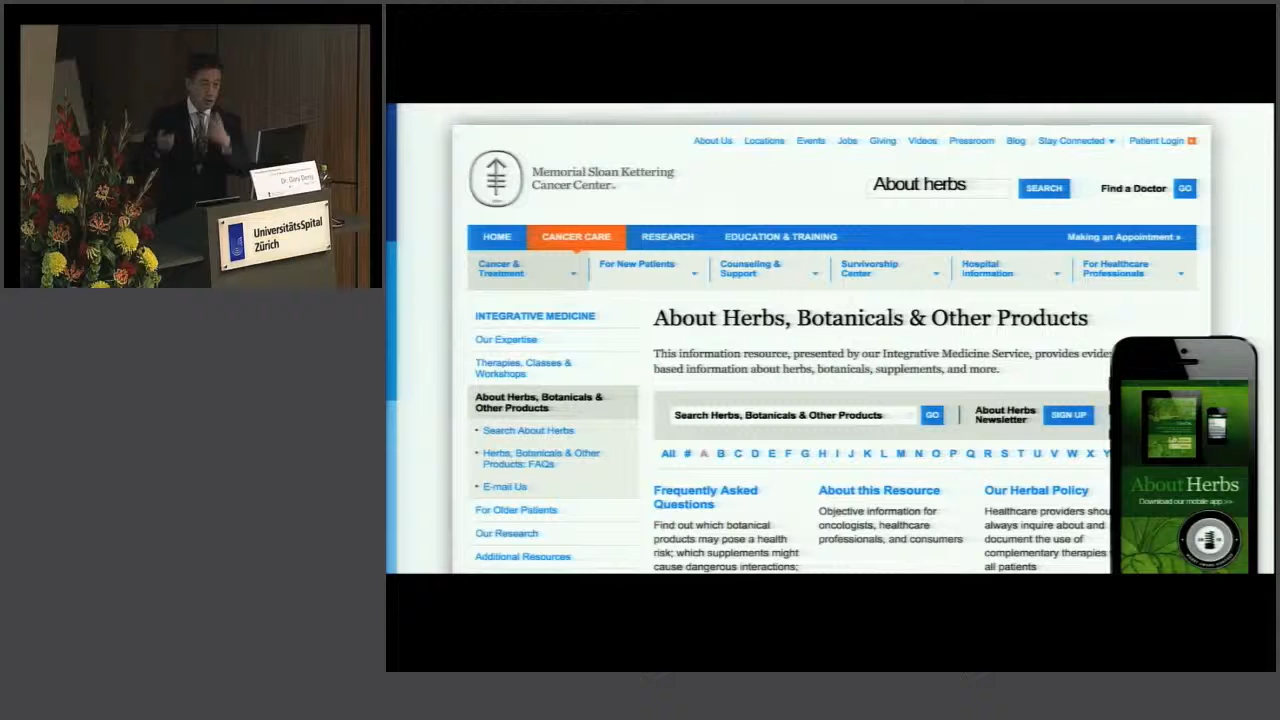 Dr. Gary Deng
UniversitätsSpital
Zürich
About Us Locations Events Jobs Giving Videos Pressroom Blog Stay Connected Patient Login
Memorial Sloan Kettering
Cancer Center
About herbs SEARCH Find a Doctor GO
HOME CANCER CARE RESEARCH EDUCATION & TRAINING Making an Appointment »
Cancer &
Treatment
For New Patients
Counseling &
Support
Survivorship
Center
Hospital
Information
For Healthcare
Professionals
INTEGRATIVE MEDICINE
Our Expertise
Therapies, Classes &
Workshops
About Herbs, Botanicals &
Other Products
• Search About Herbs
• Herbs, Botanicals & Other
Products: FAQs
• E-mail Us
For Older Patients
Our Research
Additional Resources
About Herbs, Botanicals & Other Products
This information resource, presented by our Integrative Medicine Service, provides evide
based information about herbs, botanicals, supplements, and more.
Search Herbs, Botanicals & Other Products GO
About Herbs
Newsletter
SIGN UP
All # A B C D E F G H I J K L M N O P Q R S T U V W X Y
Frequently Asked
Questions
Find out which botanical
products may pose a health
risk; which supplements might
cause dangerous interactions;
About this Resource
Objective information for
oncologists, healthcare
professionals, and consumers
Our Herbal Policy
Healthcare providers shou
always inquire about and
document the use of
complementary therapies
all patients
About Herbs
Download our mobile app >>